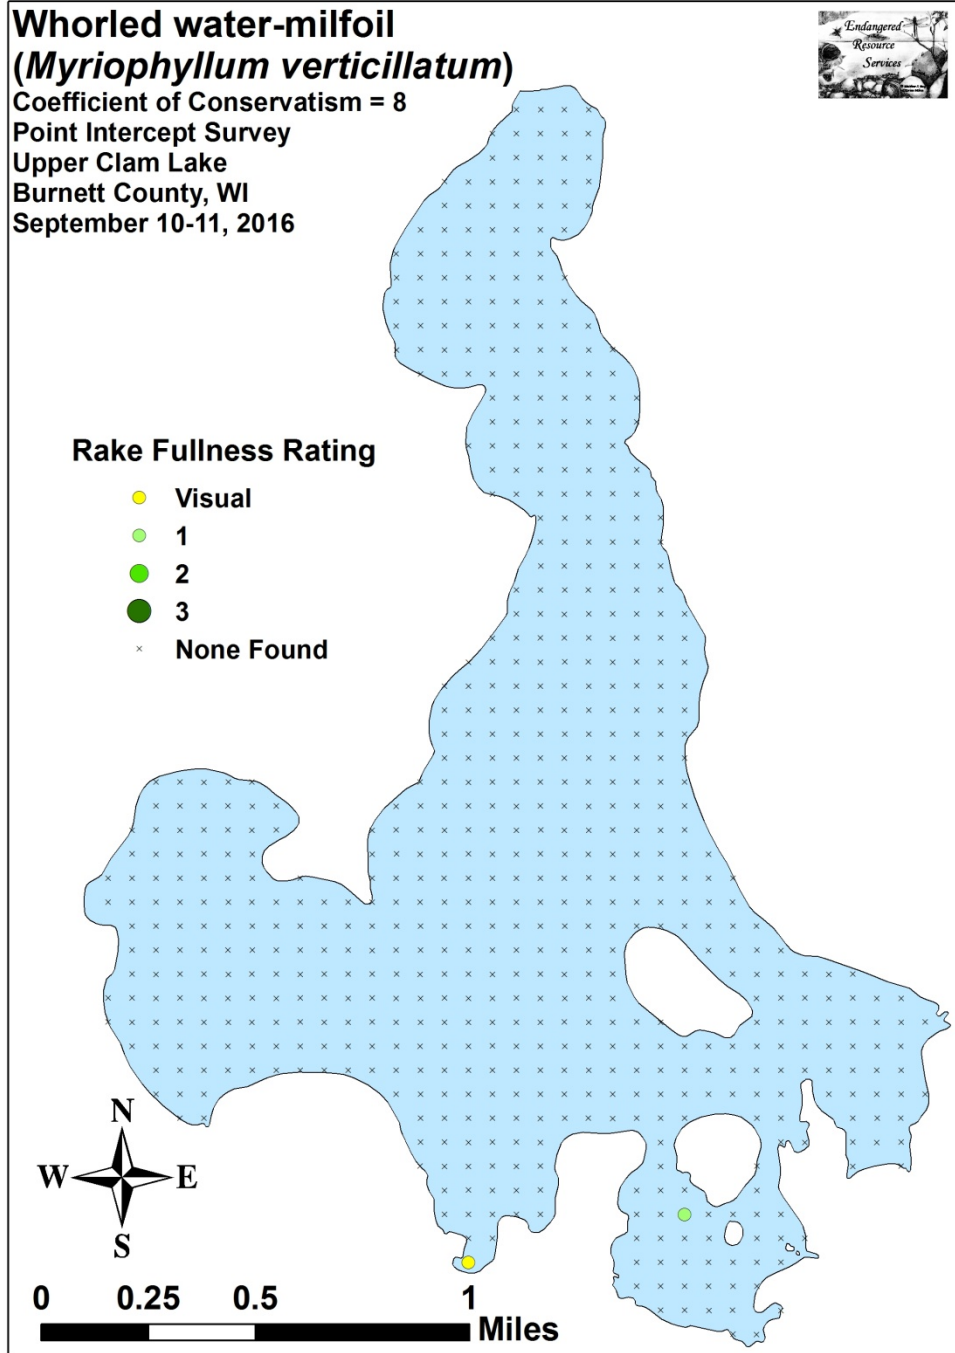 Whorled water-milfoil
(Myriophyllum verticillatum)
Coefficient of Conservatism = 8
Point Intercept Survey
Upper Clam Lake
Burnett County, WI
September 10-11, 2016
Endangered
Resource
Services
Rake Fullness Rating
Visual
1
2
3
None Found
N
W E
S
0 0.25 0.5 1
Miles